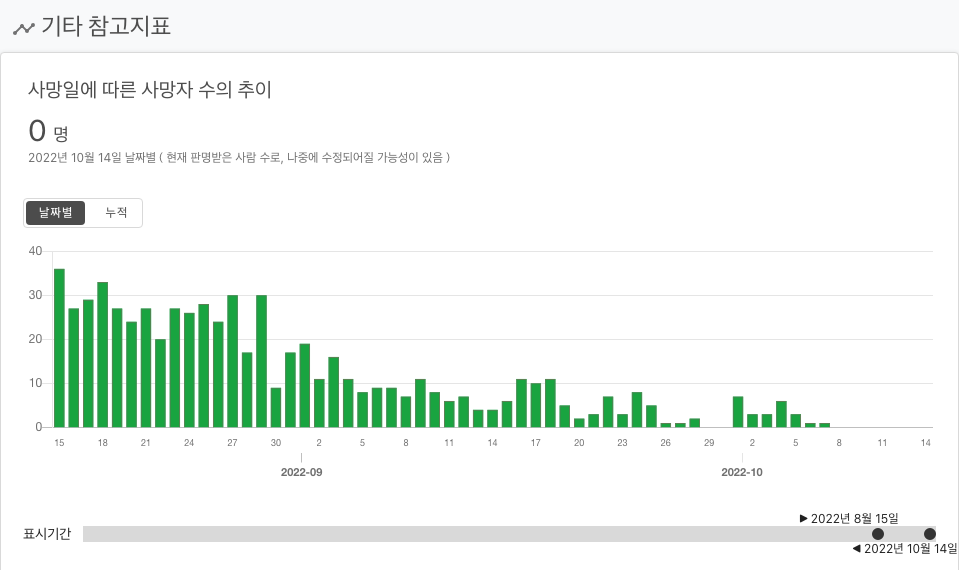 기타 참고지표
사망일에 따른 사망자 수의 추이
0 명
2022년 10월 14일 날짜별 ( 현재 판명받은 사람 수로, 나중에 수정되어질 가능성이 있음 )
날짜별 누적
40
30
20
10
0
15 18 21 24 27 30 2 5 8 11 14 17 20 23 26 29 2 5 8 11 14
2022-09 2022-10
▶ 2022년 8월 15일
표시기간
◀ 2022년 10월 14일